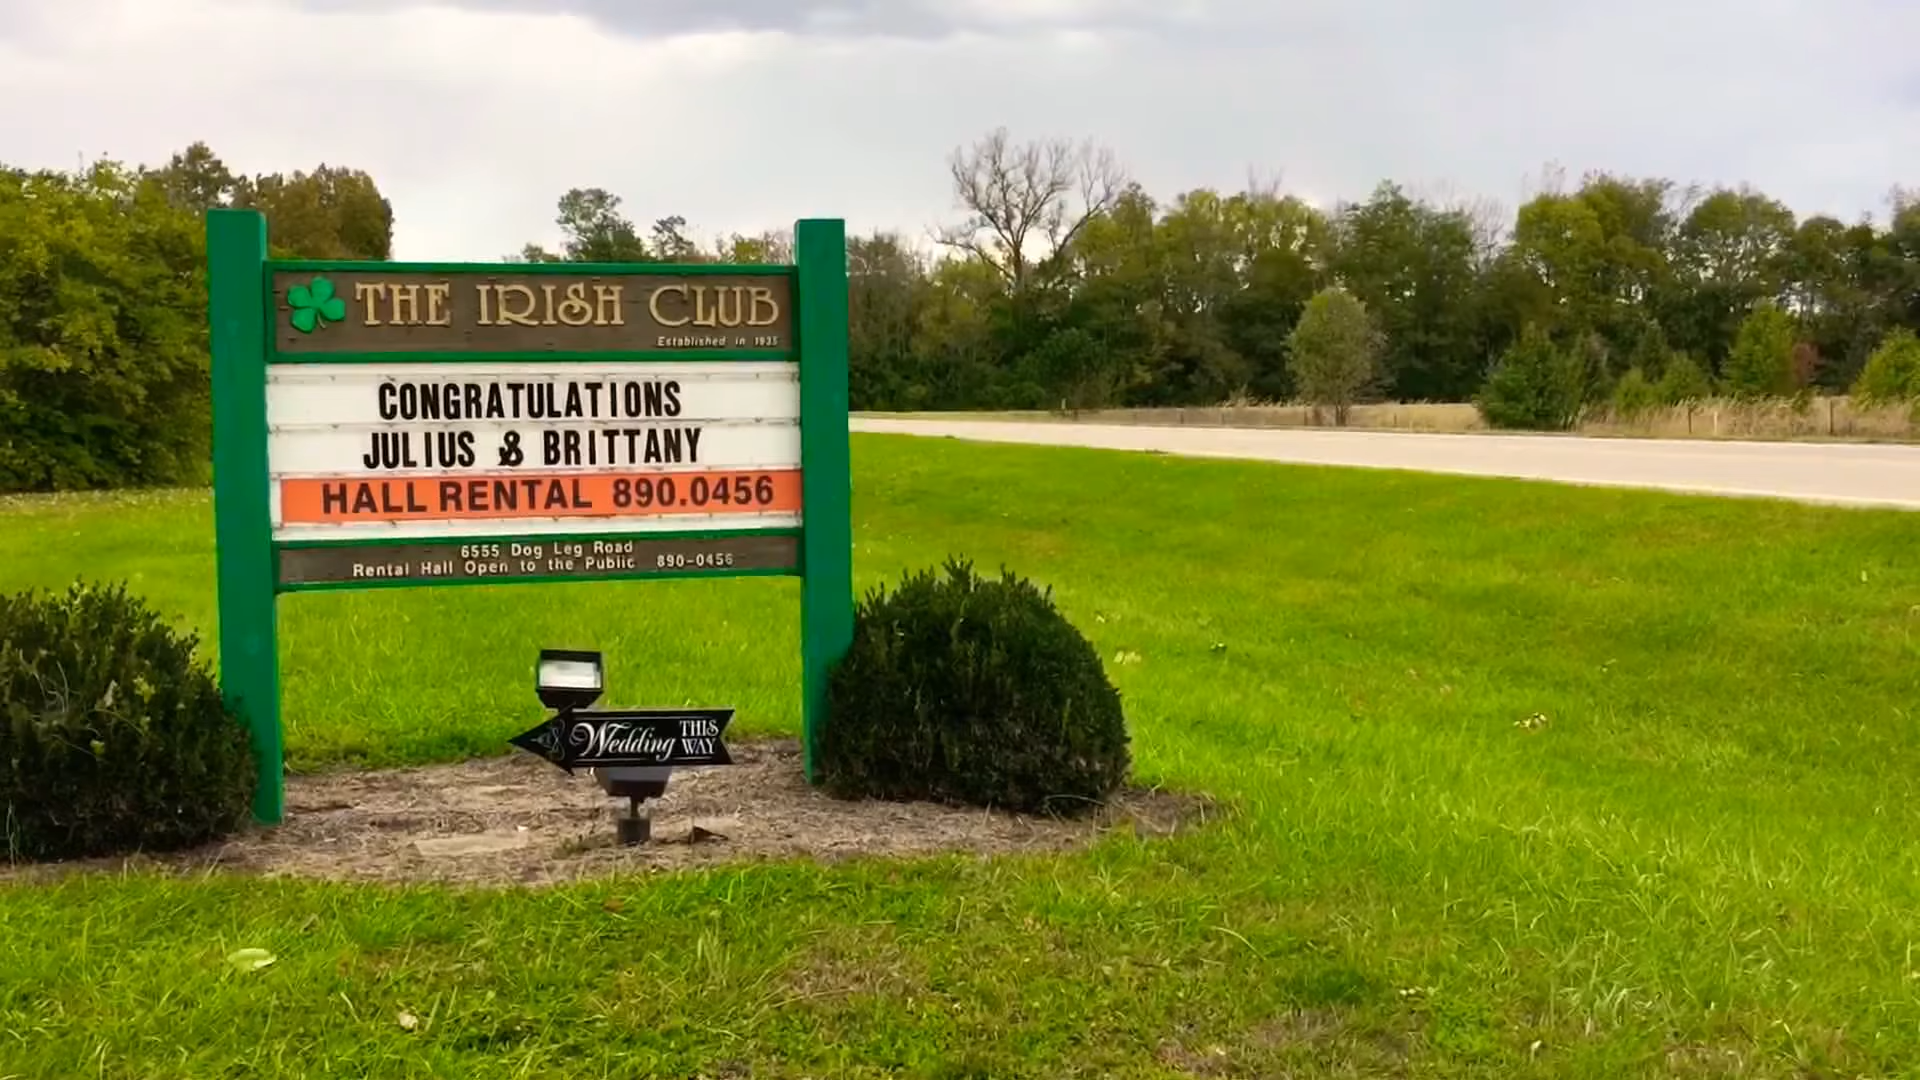 THE IRISH CLUB
Established in 1935
CONGRATULATIONS
JULIUS & BRITTANY
HALL RENTAL 890.0456
6555 Dog Leg Road
Rental Hall Open to the Public 890-0456
Wedding THIS WAY